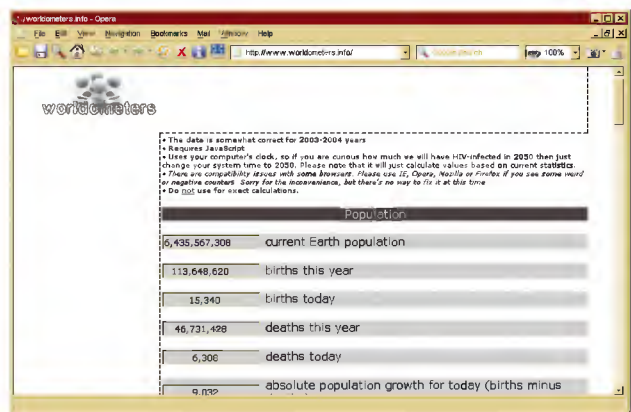 worldometers.info - Opera
File Edit View Navigation Bookmarks Mail Window Help
http://www.worldometers.info/ Google search 100%
worldometers
• The data is somewhat correct for 2003-2004 years
• Requires JavaScript
• Uses your computer's clock, so if you are curious how much we will have HIV-infected in 2050 then just
change your system time to 2050. Please note that it will just calculate values based on current statistics.
• There are compatibility issues with some browsers. Please use IE, Opera, Mozilla or Firefox if you see some weird
or negative counters. Sorry for the inconvenience, but there's no way to fix it at this time
• Do not use for exact calculations.
Population
6,435,567,308 current Earth population
113,648,620 births this year
15,340 births today
46,731,428 deaths this year
6,308 deaths today
9,032 absolute population growth for today (births minus